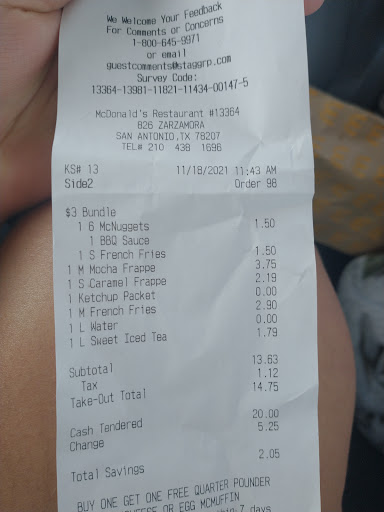 We Welcome Your Feedback
For Comments or Concerns
1-800-645-9971
or email
guestcomments@staggrp.com
Survey Code:
13364-13981-11821-11434-00147-5
McDonald's Restaurant #13364
826 ZARZAMORA
SAN ANTONIO,TX 78207
TEL# 210 438 1696
KS# 13 11/18/2021 11:43 AM
Side2 Order 98
$3 Bundle
1 6 McNuggets 1.50
1 BBQ Sauce
1 S French Fries 1.50
1 M Mocha Frappe 3.75
1 S Caramel Frappe 2.19
1 Ketchup Packet 0.00
1 M French Fries 2.90
1 L Water 0.00
1 L Sweet Iced Tea 1.79
Subtotal 13.63
Tax 1.12
Take-Out Total 14.75
Cash Tendered 20.00
Change 5.25
Total Savings 2.05
BUY ONE GET ONE FREE QUARTER POUNDER
OR EGG MCMUFFIN
7 days